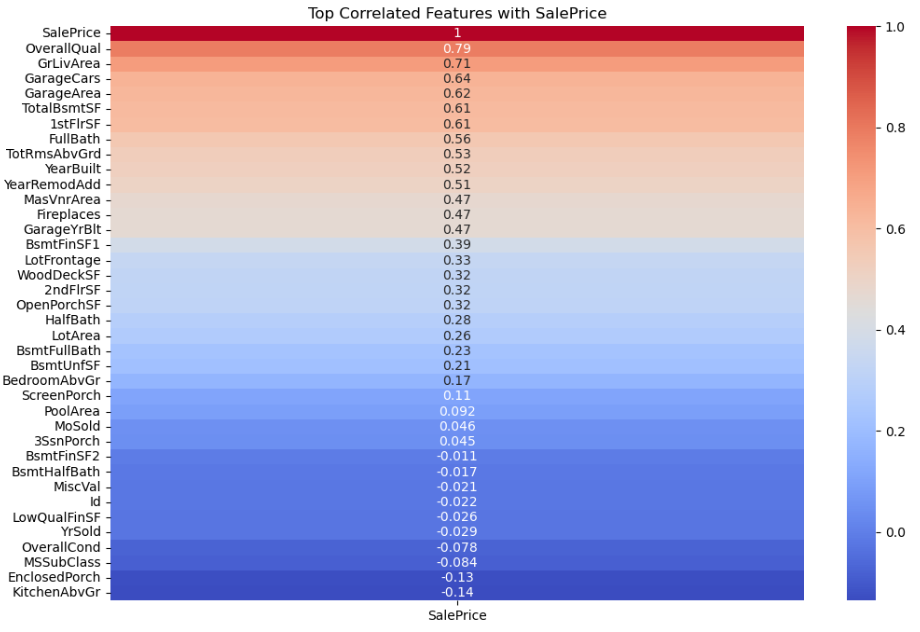 Top Correlated Features with SalePrice
SalePrice 1
OverallQual 0.79
GrLivArea 0.71
GarageCars 0.64
GarageArea 0.62
TotalBsmtSF 0.61
1stFlrSF 0.61
FullBath 0.56
TotRmsAbvGrd 0.53
YearBuilt 0.52
YearRemodAdd 0.51
MasVnrArea 0.47
Fireplaces 0.47
GarageYrBlt 0.47
BsmtFinSF1 0.39
LotFrontage 0.33
WoodDeckSF 0.32
2ndFlrSF 0.32
OpenPorchSF 0.32
HalfBath 0.28
LotArea 0.26
BsmtFullBath 0.23
BsmtUnfSF 0.21
BedroomAbvGr 0.17
ScreenPorch 0.11
PoolArea 0.092
MoSold 0.046
3SsnPorch 0.045
BsmtFinSF2 -0.011
BsmtHalfBath -0.017
MiscVal -0.021
Id -0.022
LowQualFinSF -0.026
YrSold -0.029
OverallCond -0.078
MSSubClass -0.084
EnclosedPorch -0.13
KitchenAbvGr -0.14
SalePrice
1.0
0.8
0.6
0.4
0.2
0.0